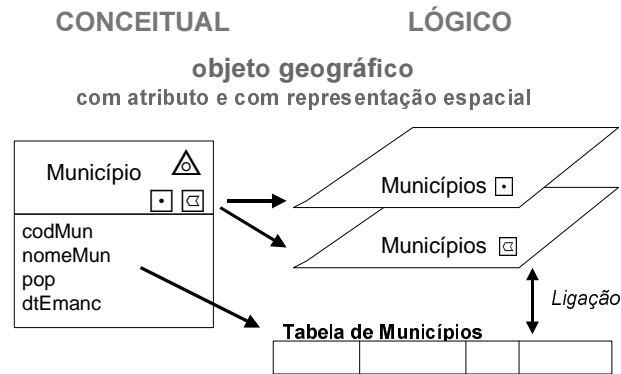 CONCEITUAL LÓGICO
objeto geográfico
com atributo e com representação espacial
Município
Municípios
codMun
nomeMun
pop
dtEmanc
Municípios
Ligação
Tabela de Municípios